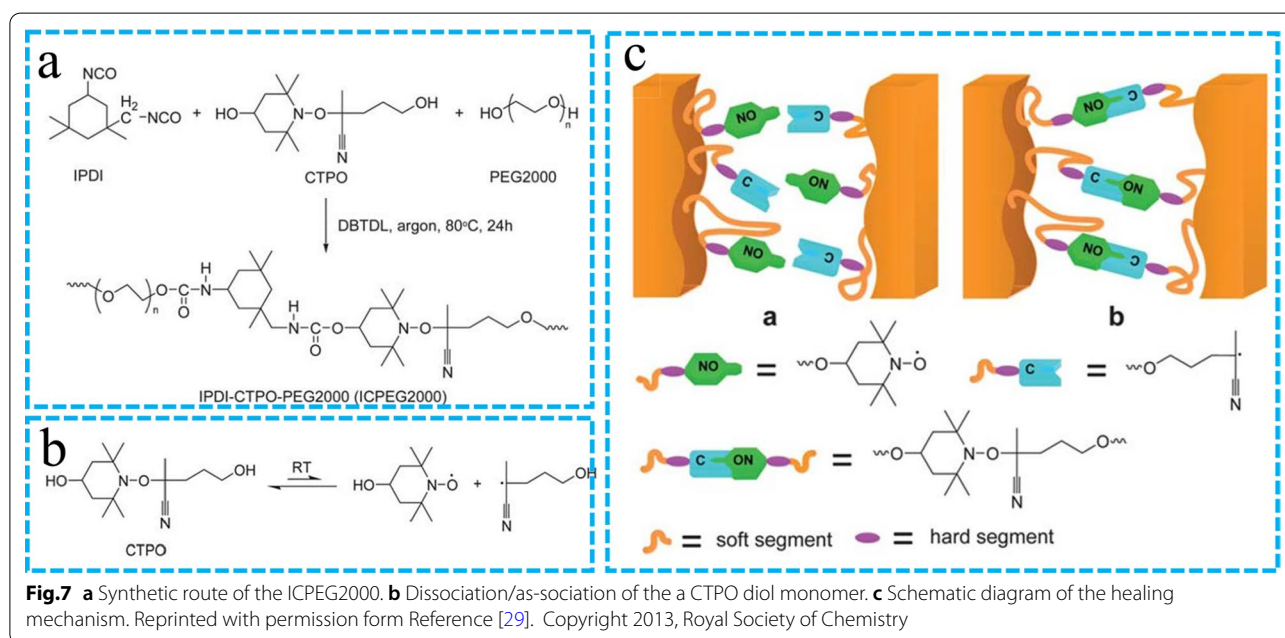 a
NCO
H2
C–NCO
IPDI
+
HO
N–O
OH
N
CTPO
+
HO(O)nH
PEG2000
DBTDL, argon, 80°C, 24h
O
n
O
C
O
H
N
H
N
C
O
O
N–O
N
O
IPDI-CTPO-PEG2000 (ICPEG2000)
b
HO
N–O
OH
N
CTPO
RT
HO
N–O
+
OH
N
c
NO
C
C
ON
NO
C
NO
C
C
ON
NO
C
a
b
NO
=
O
N–O
C
=
O
N
C
ON
=
O
N–O
O
N
= soft segment
= hard segment
Fig.7 a Synthetic route of the ICPEG2000. b Dissociation/as-sociation of the a CTPO diol monomer. c Schematic diagram of the healing
mechanism. Reprinted with permission form Reference [29]. Copyright 2013, Royal Society of Chemistry